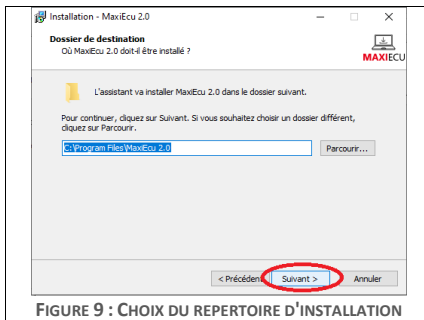 Installation - MaxiEcu 2.0
Dossier de destination
Où MaxiEcu 2.0 doit-il être installé ?
MAXIECU
L'assistant va installer MaxiEcu 2.0 dans le dossier suivant.
Pour continuer, cliquez sur Suivant. Si vous souhaitez choisir un dossier différent,
cliquez sur Parcourir.
C:\Program Files\MaxiEcu 2.0
Parcourir...
< Précédent
Suivant >
Annuler
FIGURE 9 : CHOIX DU REPERTOIRE D'INSTALLATION